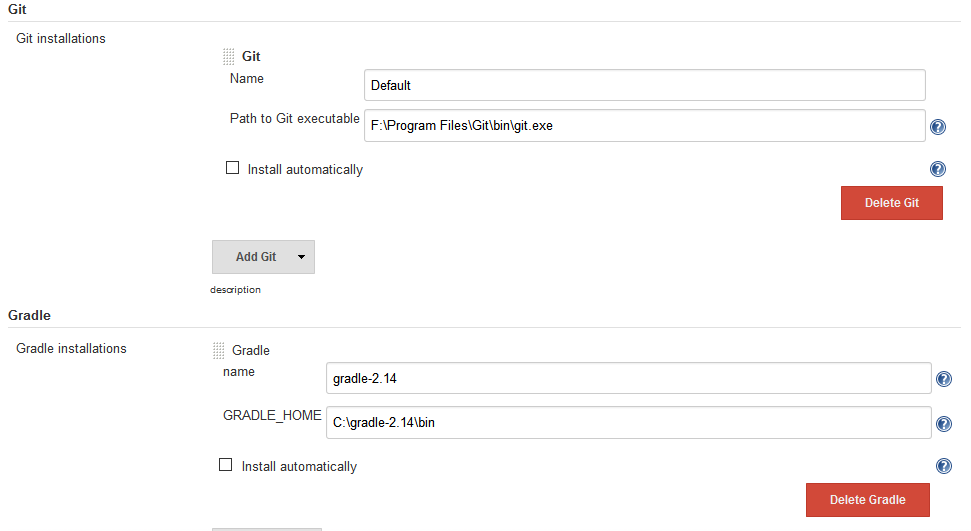 Git
Git installations
Git
Name
Default
Path to Git executable
F:\Program Files\Git\bin\git.exe
?
Install automatically
?
Delete Git
Add Git
description
Gradle
Gradle installations
Gradle
name
gradle-2.14
?
GRADLE_HOME
C:\gradle-2.14\bin
?
Install automatically
?
Delete Gradle